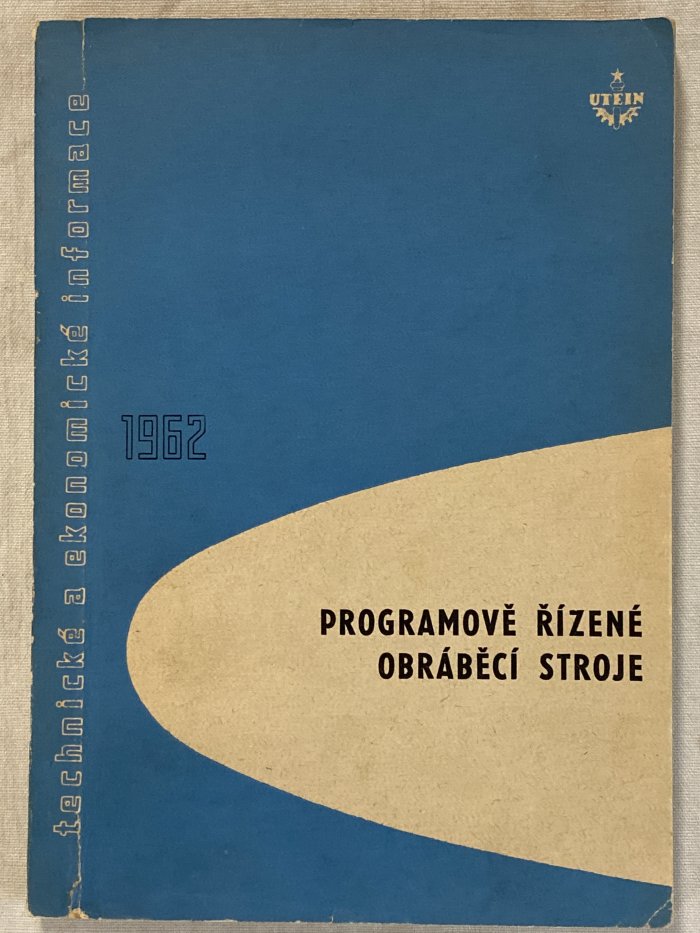 UTEIN
technické a ekonomické informace
1962
PROGRAMOVĚ ŘÍZENÉ
OBRÁBĚCÍ STROJE